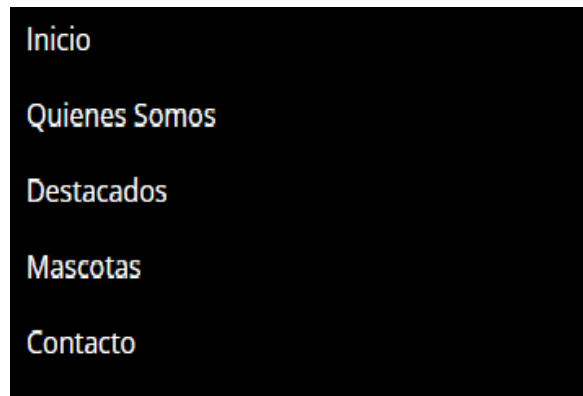 Inicio
Quienes Somos
Destacados
Mascotas
Contacto